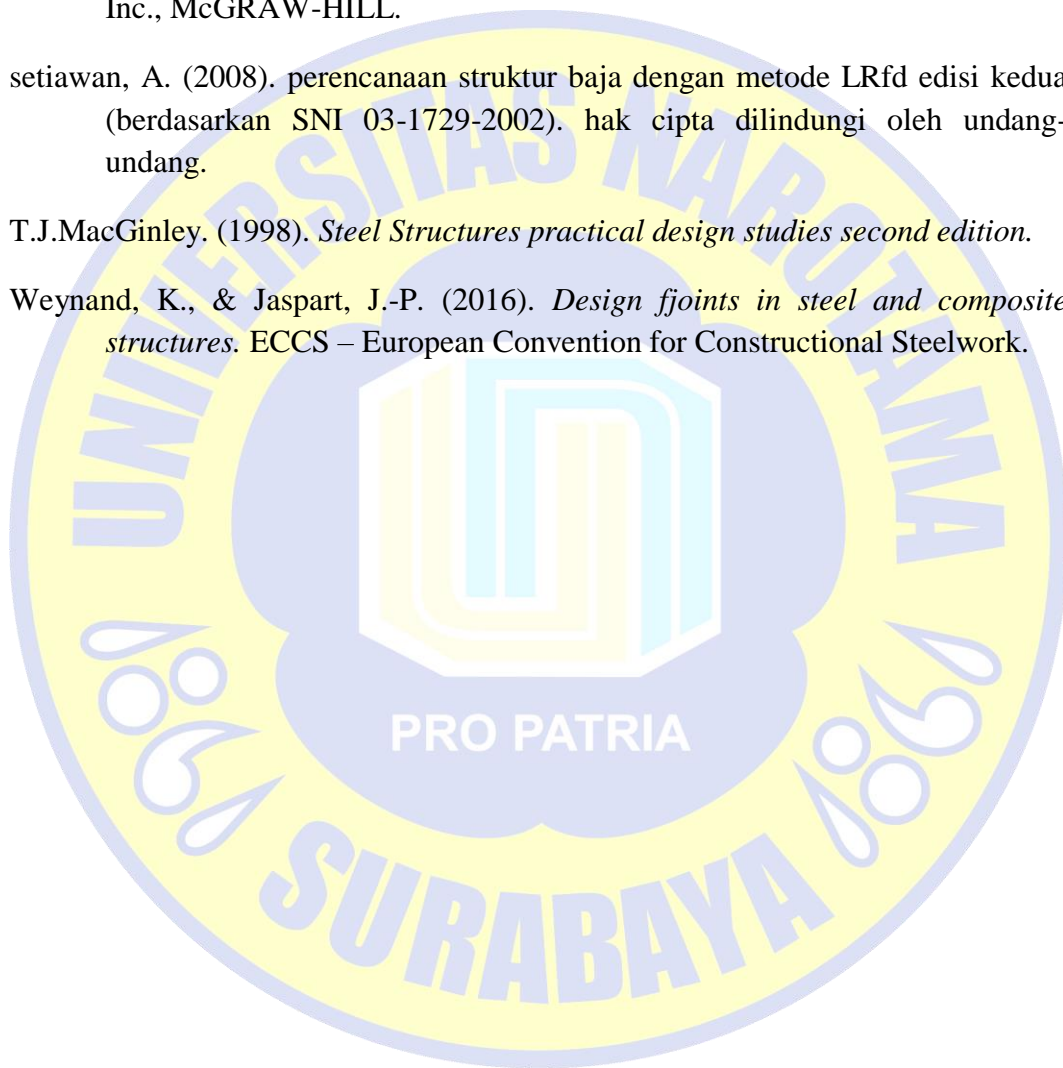 Inc., McGRAW-HILL.
setiawan, A. (2008). perencanaan struktur baja dengan metode LRfd edisi kedua
(berdasarkan SNI 03-1729-2002). hak cipta dilindungi oleh undang-
undang.
T.J.MacGinley. (1998). Steel Structures practical design studies second edition.
Weynand, K., & Jaspart, J.-P. (2016). Design fjoints in steel and composite
structures. ECCS – European Convention for Constructional Steelwork.
UNIVERSITAS NAROTAMA
PRO PATRIA
SURABAYA